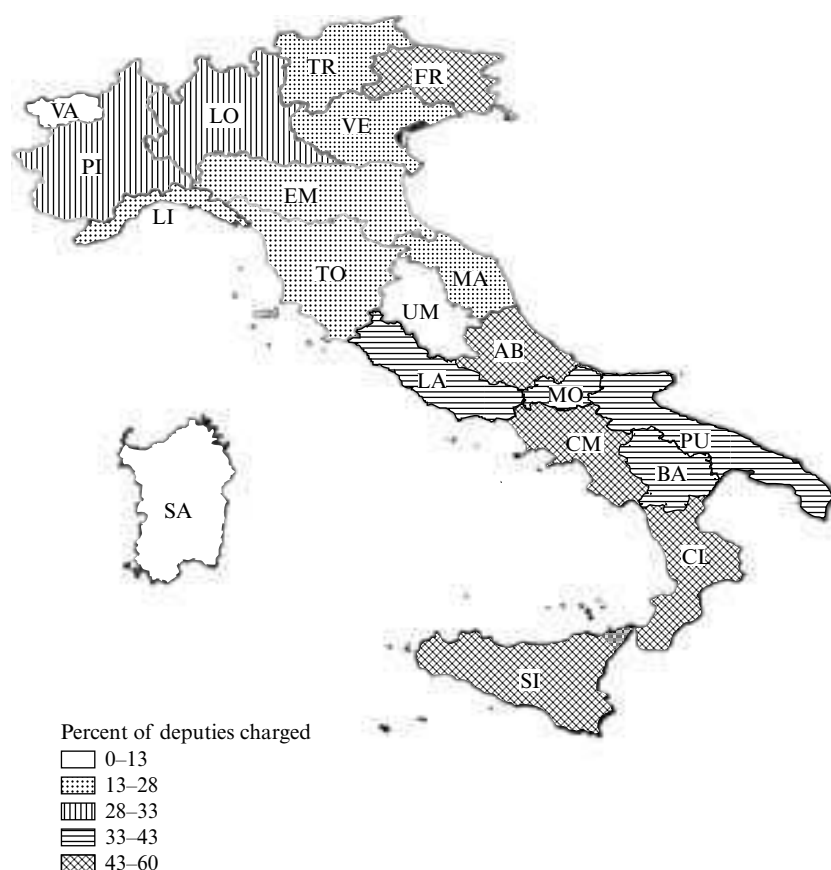 TR
FR
VA
LO
VE
PI
EM
LI
TO
MA
UM
AB
LA
MO
CM
PU
BA
SA
CL
SI
Percent of deputies charged
0–13
13–28
28–33
33–43
43–60